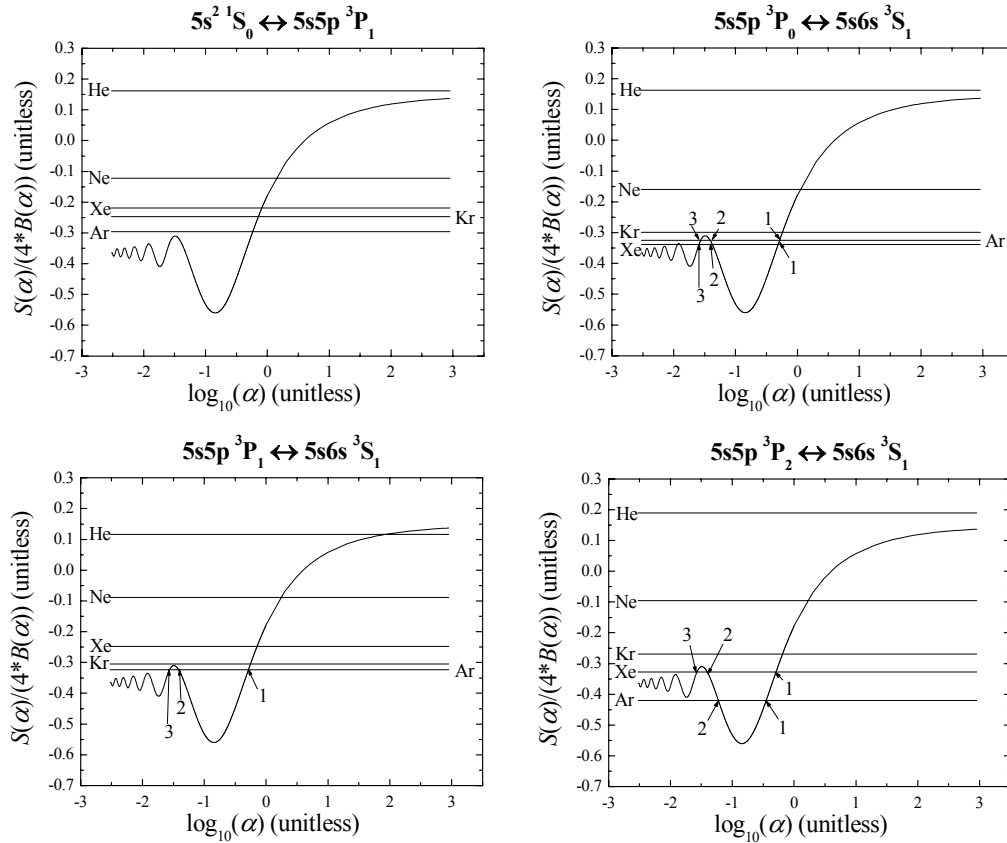 5s² ¹S₀ ↔ 5s5p ³P₁
S(α)/(4*B(α)) (unitless)
0.3
0.2
0.1
0.0
-0.1
-0.2
-0.3
-0.4
-0.5
-0.6
-0.7
He
Ne
Xe
Kr
Ar
-3 -2 -1 0 1 2 3
log₁₀(α) (unitless)
5s5p ³P₀ ↔ 5s6s ³S₁
S(α)/(4*B(α)) (unitless)
0.3
0.2
0.1
0.0
-0.1
-0.2
-0.3
-0.4
-0.5
-0.6
-0.7
He
Ne
3 2 1
Kr
Ar
Xe
3 2 1
-3 -2 -1 0 1 2 3
log₁₀(α) (unitless)
5s5p ³P₁ ↔ 5s6s ³S₁
S(α)/(4*B(α)) (unitless)
0.3
0.2
0.1
0.0
-0.1
-0.2
-0.3
-0.4
-0.5
-0.6
-0.7
He
Ne
Xe
Kr
Ar
3 2 1
-3 -2 -1 0 1 2 3
log₁₀(α) (unitless)
5s5p ³P₂ ↔ 5s6s ³S₁
S(α)/(4*B(α)) (unitless)
0.3
0.2
0.1
0.0
-0.1
-0.2
-0.3
-0.4
-0.5
-0.6
-0.7
He
Ne
3 2
Kr
Xe
1
Ar
2 1
-3 -2 -1 0 1 2 3
log₁₀(α) (unitless)